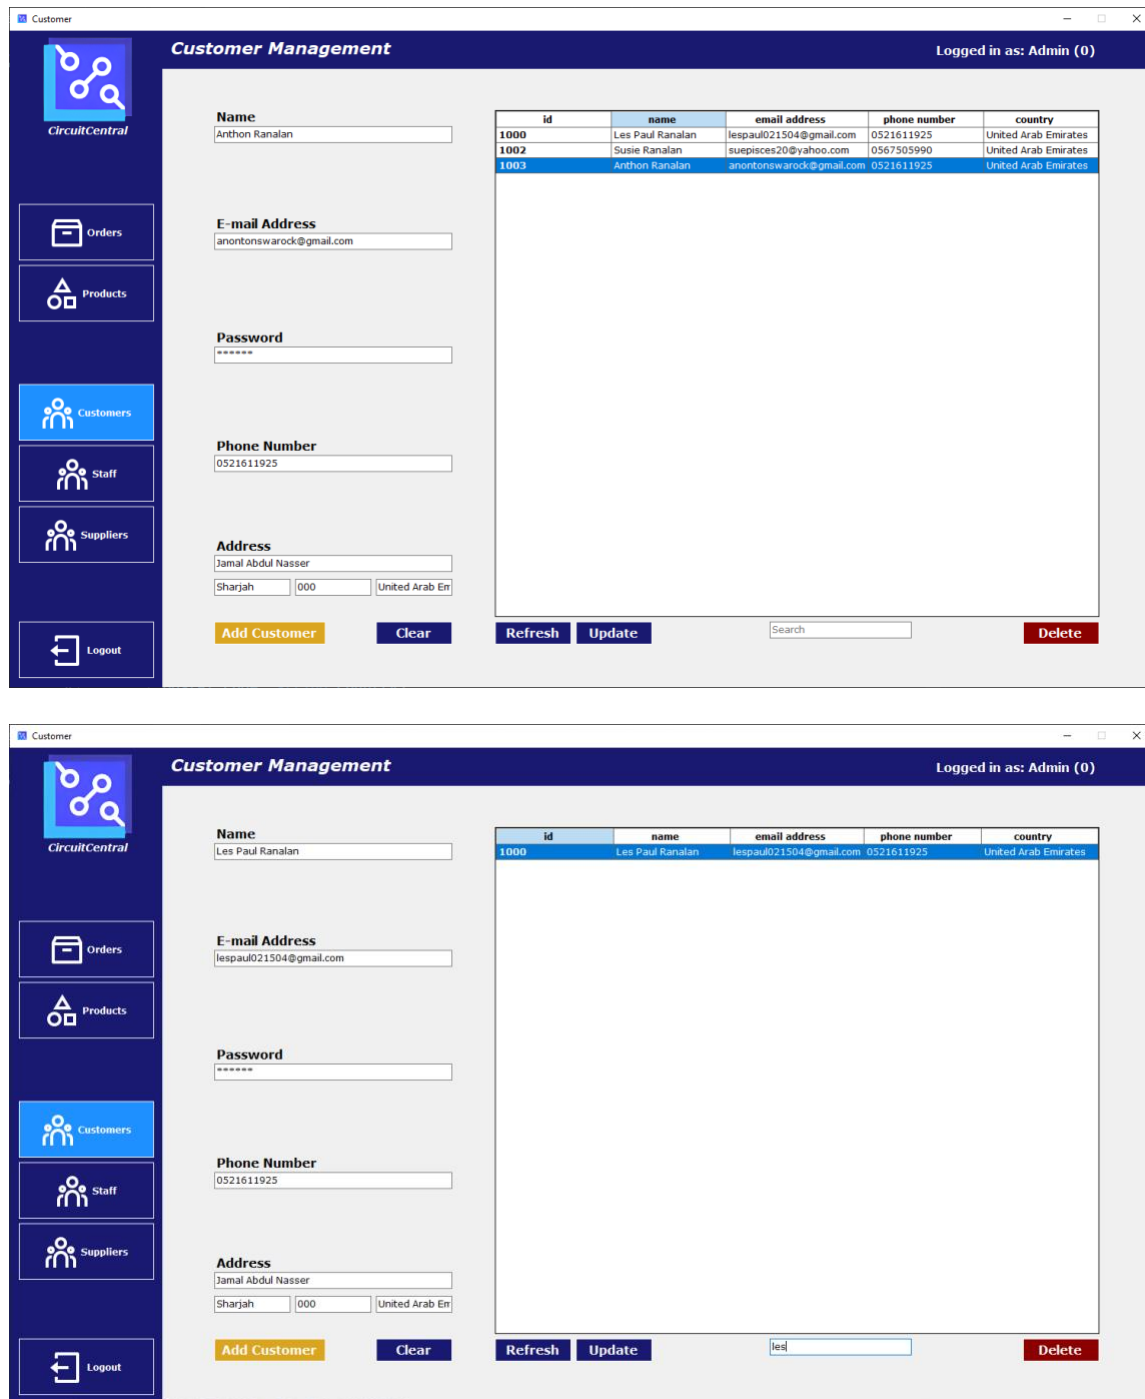 Customer
Customer Management
Logged in as: Admin (0)
CircuitCentral
Orders
Products
Customers
Staff
Suppliers
Logout
Name
Anthon Ranalan
E-mail Address
anontonswarock@gmail.com
Password
******
Phone Number
0521611925
Address
Jamal Abdul Nasser
Sharjah 000 United Arab Em
Add Customer Clear
id name email address phone number country
1000 Les Paul Ranalan lespaul021504@gmail.com 0521611925 United Arab Emirates
1002 Susie Ranalan suepisces20@yahoo.com 0567505990 United Arab Emirates
1003 Anthon Ranalan anontonswarock@gmail.com 0521611925 United Arab Emirates
Refresh Update Search Delete
Customer
Customer Management
Logged in as: Admin (0)
CircuitCentral
Orders
Products
Customers
Staff
Suppliers
Logout
Name
Les Paul Ranalan
E-mail Address
lespaul021504@gmail.com
Password
******
Phone Number
0521611925
Address
Jamal Abdul Nasser
Sharjah 000 United Arab Em
Add Customer Clear
id name email address phone number country
1000 Les Paul Ranalan lespaul021504@gmail.com 0521611925 United Arab Emirates
Refresh Update les Delete